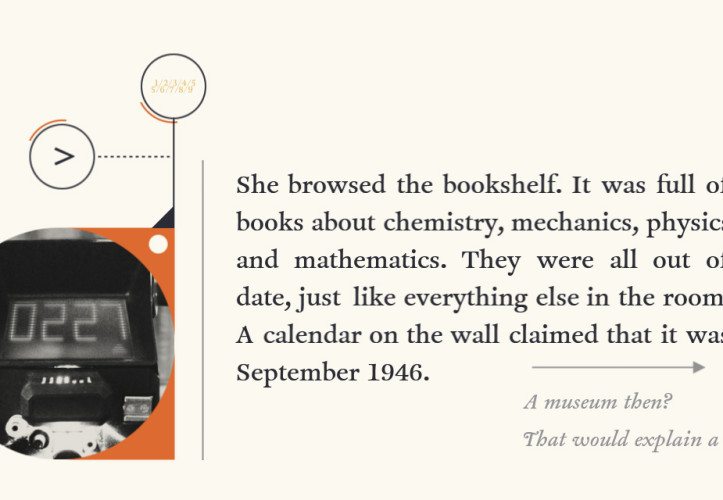 1/2/3/4/5
5/6/7/8/9
>
She browsed the bookshelf. It was full of
books about chemistry, mechanics, physics
and mathematics. They were all out of
date, just like everything else in the room
A calendar on the wall claimed that it was
September 1946.
0221
A museum then?
That would explain a